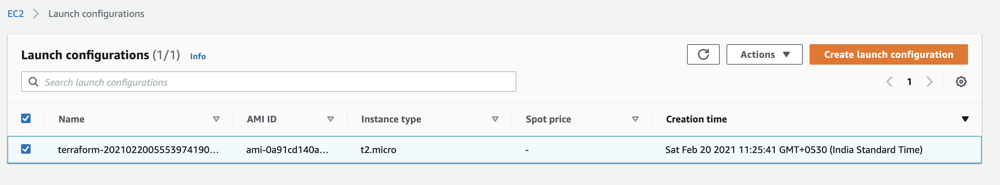 EC2 Launch configurations
Launch configurations (1/1) Info Actions Create launch configuration
Search launch configurations 1
Name AMI ID Instance type Spot price Creation time
terraform-2021022005553974190... ami-0a91cd140a... t2.micro - Sat Feb 20 2021 11:25:41 GMT+0530 (India Standard Time)